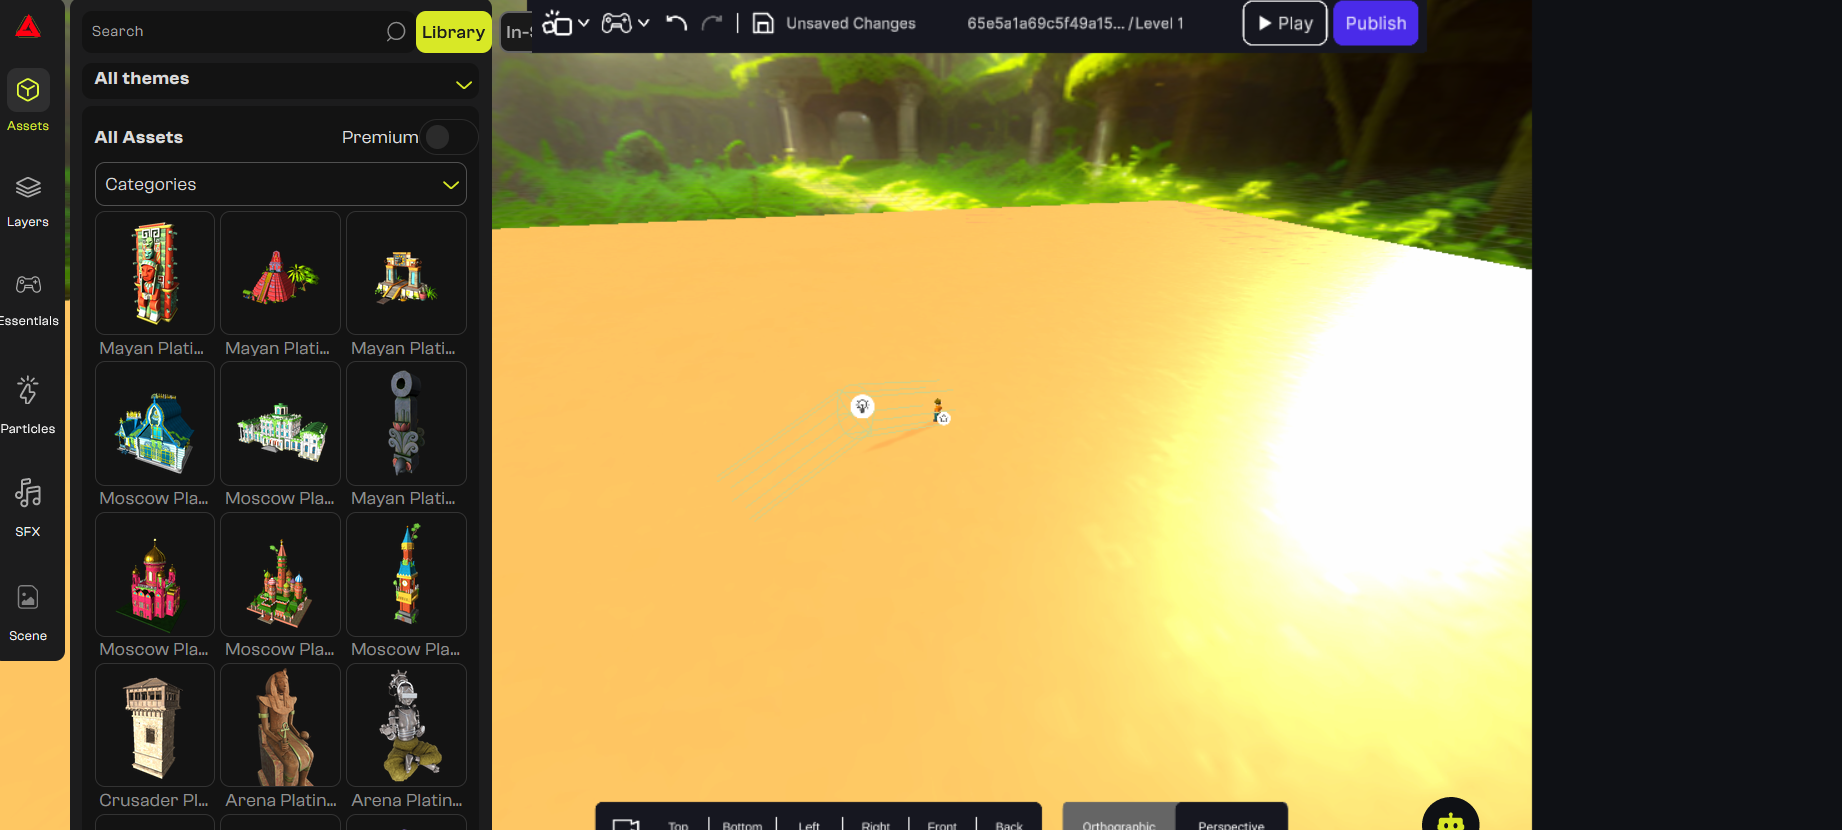 Search
Library
In-S
Unsaved Changes
65e5a1a69c5f49a15... / Level 1
Play
Publish
All themes
Assets
All Assets
Premium
Categories
Layers
Essentials
Particles
SFX
Scene
Mayan Plati... Mayan Plati... Mayan Plati...
Moscow Pla... Moscow Pla... Mayan Plati...
Moscow Pla... Moscow Pla... Moscow Pla...
Crusader Pl... Arena Platin... Arena Platin...
Top Bottom Left Right Front Back
Orthographic Perspective